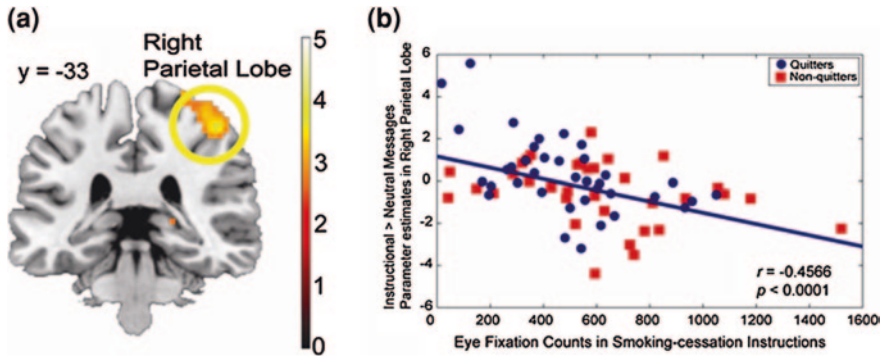 (a)
Right
Parietal Lobe
y = -33
5
4
3
2
1
0
(b)
Instructional > Neutral Messages
Parameter estimates in Right Parietal Lobe
6
4
2
0
-2
-4
-6
Quitters
Non-quitters
r = -0.4566
p < 0.0001
0 200 400 600 800 1000 1200 1400 1600
Eye Fixation Counts in Smoking-cessation Instructions